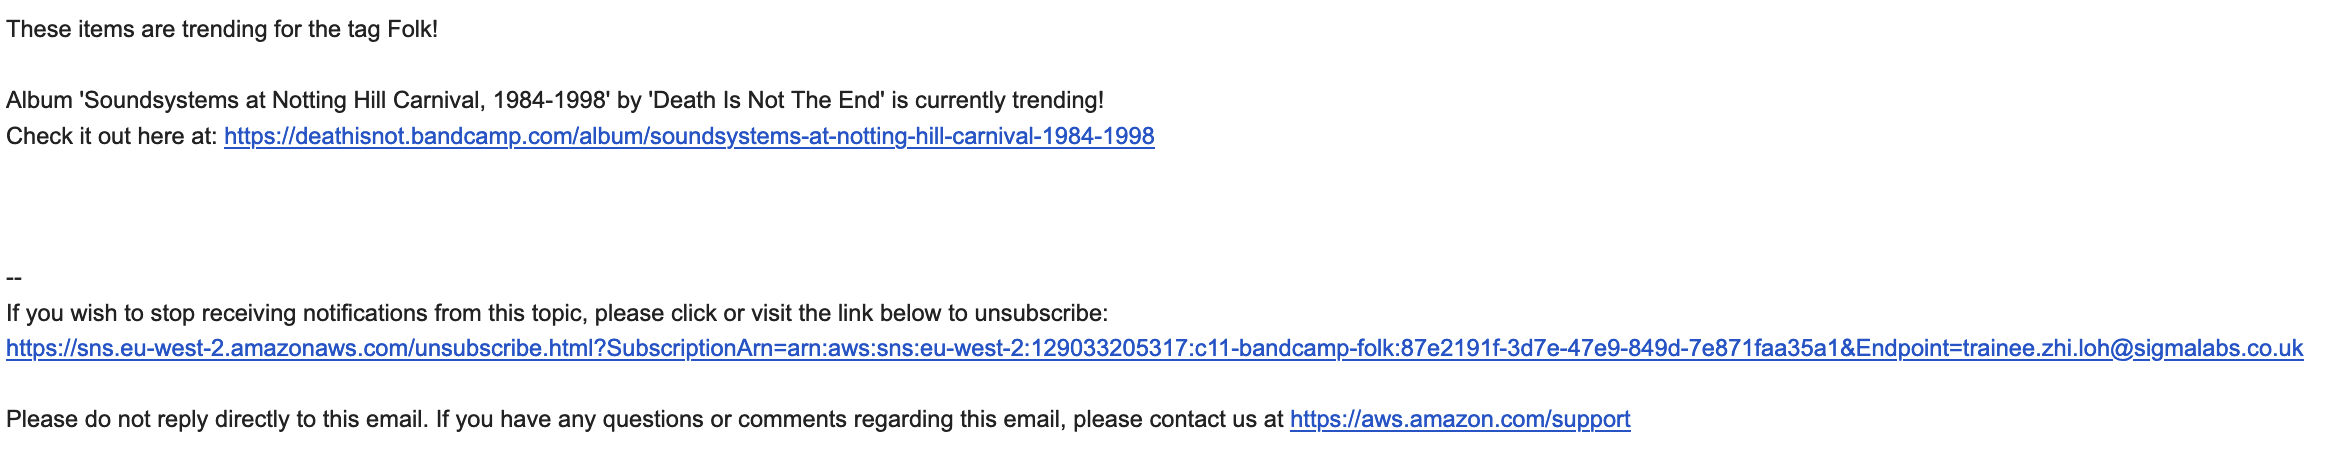 These items are trending for the tag Folk!
Album 'Soundsystems at Notting Hill Carnival, 1984-1998' by 'Death Is Not The End' is currently trending!
Check it out here at: https://deathisnot.bandcamp.com/album/soundsystems-at-notting-hill-carnival-1984-1998
--
If you wish to stop receiving notifications from this topic, please click or visit the link below to unsubscribe:
https://sns.eu-west-2.amazonaws.com/unsubscribe.html?SubscriptionArn=arn:aws:sns:eu-west-2:129033205317:c11-bandcamp-folk:87e2191f-3d7e-47e9-849d-7e871faa35a1&Endpoint=trainee.zhi.loh@sigmalabs.co.uk
Please do not reply directly to this email. If you have any questions or comments regarding this email, please contact us at https://aws.amazon.com/support